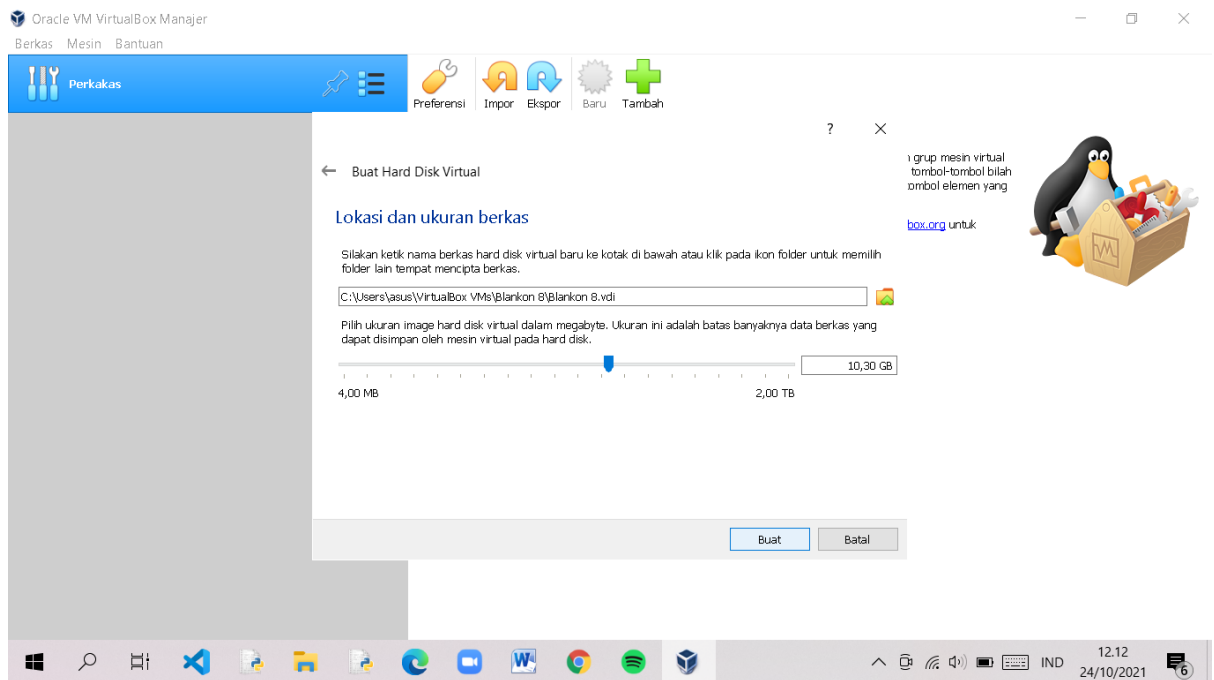 Oracle VM VirtualBox Manajer
Berkas Mesin Bantuan
Perkakas
Preferensi Impor Ekspor Baru Tambah
?
grup mesin virtual
tombol-tombol bilah
tombol elemen yang
box.org untuk
Buat Hard Disk Virtual
Lokasi dan ukuran berkas
Silakan ketik nama berkas hard disk virtual baru ke kotak di bawah atau klik pada ikon folder untuk memilih
folder lain tempat mencipta berkas.
C:\Users\asus\VirtualBox VMs\Blankon 8\Blankon 8.vdi
Pilih ukuran image hard disk virtual dalam megabyte. Ukuran ini adalah batas banyaknya data berkas yang
dapat disimpan oleh mesin virtual pada hard disk.
10,30 GB
4,00 MB 2,00 TB
Buat Batal
IND
12.12
24/10/2021
6